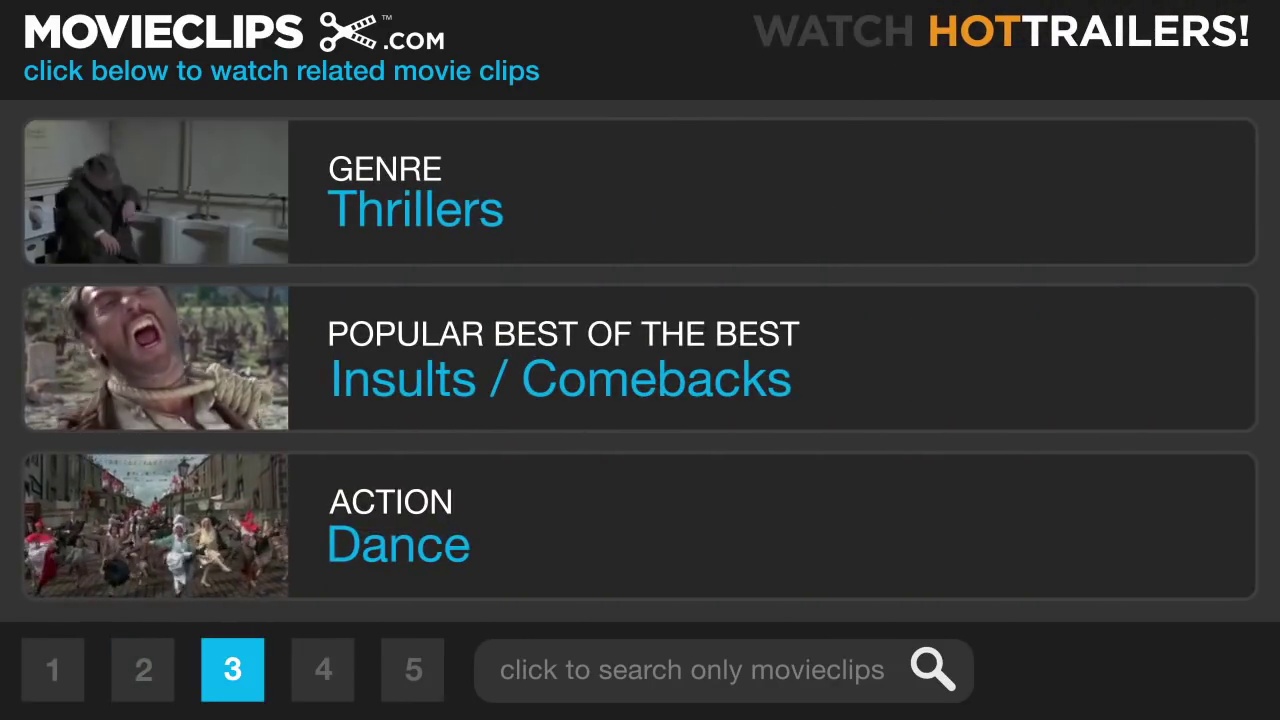 MOVIECLIPS ™ .COM
WATCH HOTTRAILERS!
click below to watch related movie clips
GENRE
Thrillers
POPULAR BEST OF THE BEST
Insults / Comebacks
ACTION
Dance
1 2 3 4 5
click to search only movieclips